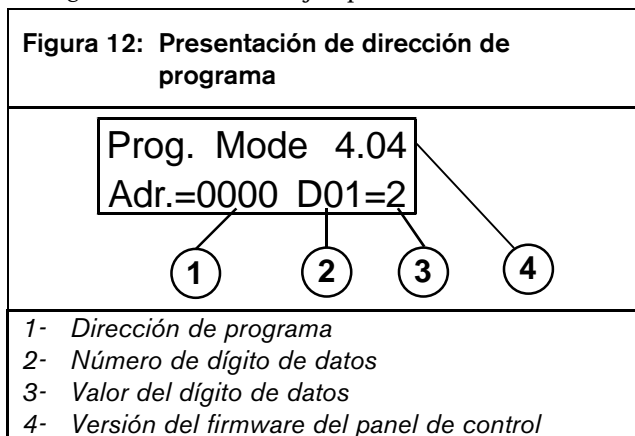 Figura 12: Presentación de dirección de
programa
Prog. Mode 4.04
Adr.=0000 D01=2
1 2 3 4
1- Dirección de programa
2- Número de dígito de datos
3- Valor del dígito de datos
4- Versión del firmware del panel de control